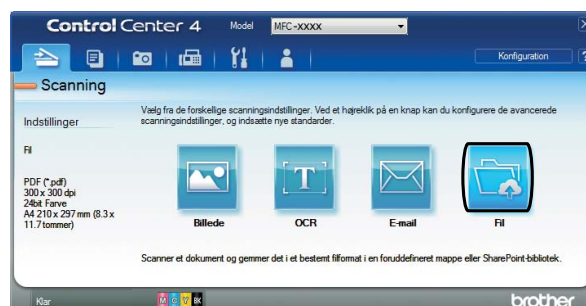 Control Center 4
Model
MFC-XXXX
Konfiguration
?
Scanning
Indstillinger
Vælg fra de forskellige scanningsindstillinger. Ved et højreklik på en knap kan du konfigurere de avancerede
scanningsindstillinger, og indsætte nye standarder.
Fil
PDF (*.pdf)
300 x 300 dpi
24bit Farve
A4 210 x 297 mm (8.3 x
11.7 tommer)
T
Billede
OCR
E-mail
Fil
Scanner et dokument og gemmer det i et bestemt filformat i en foruddefineret mappe eller SharePoint-bibliotek.
Klar
M C Y BK
brother